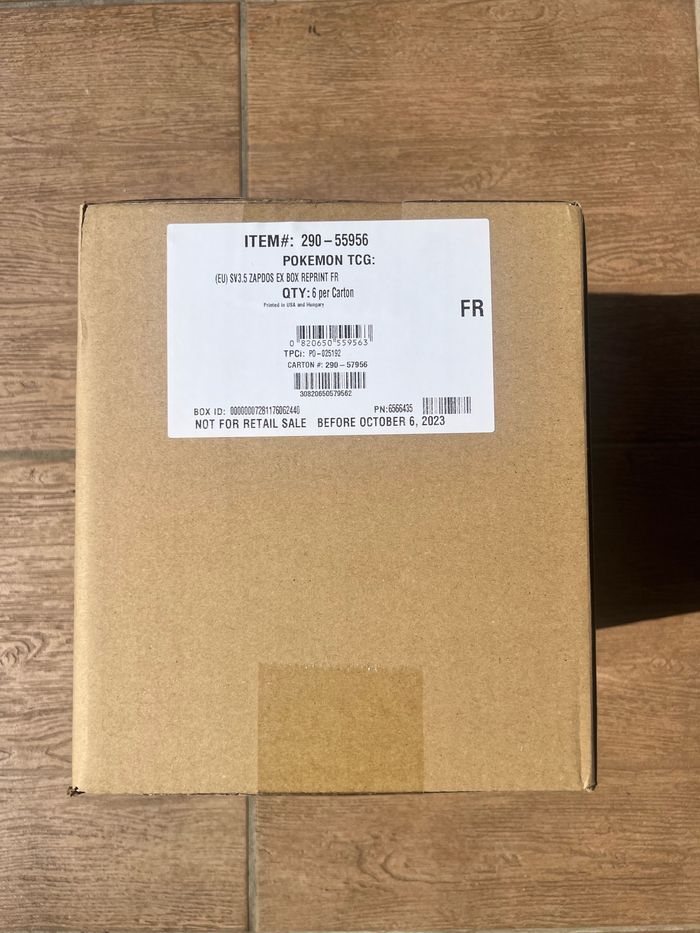 ITEM#: 290-55956
POKEMON TCG:
(EU) SV3.5 ZAPDOS EX BOX REPRINT FR
QTY: 6 per Carton
Printed in USA and Hungary
FR
0 820650 559563
TPCi: PO-025192
CARTON #: 290-57956
30820650579562
BOX ID: 00000007281176062440 PN:6566435
NOT FOR RETAIL SALE BEFORE OCTOBER 6, 2023